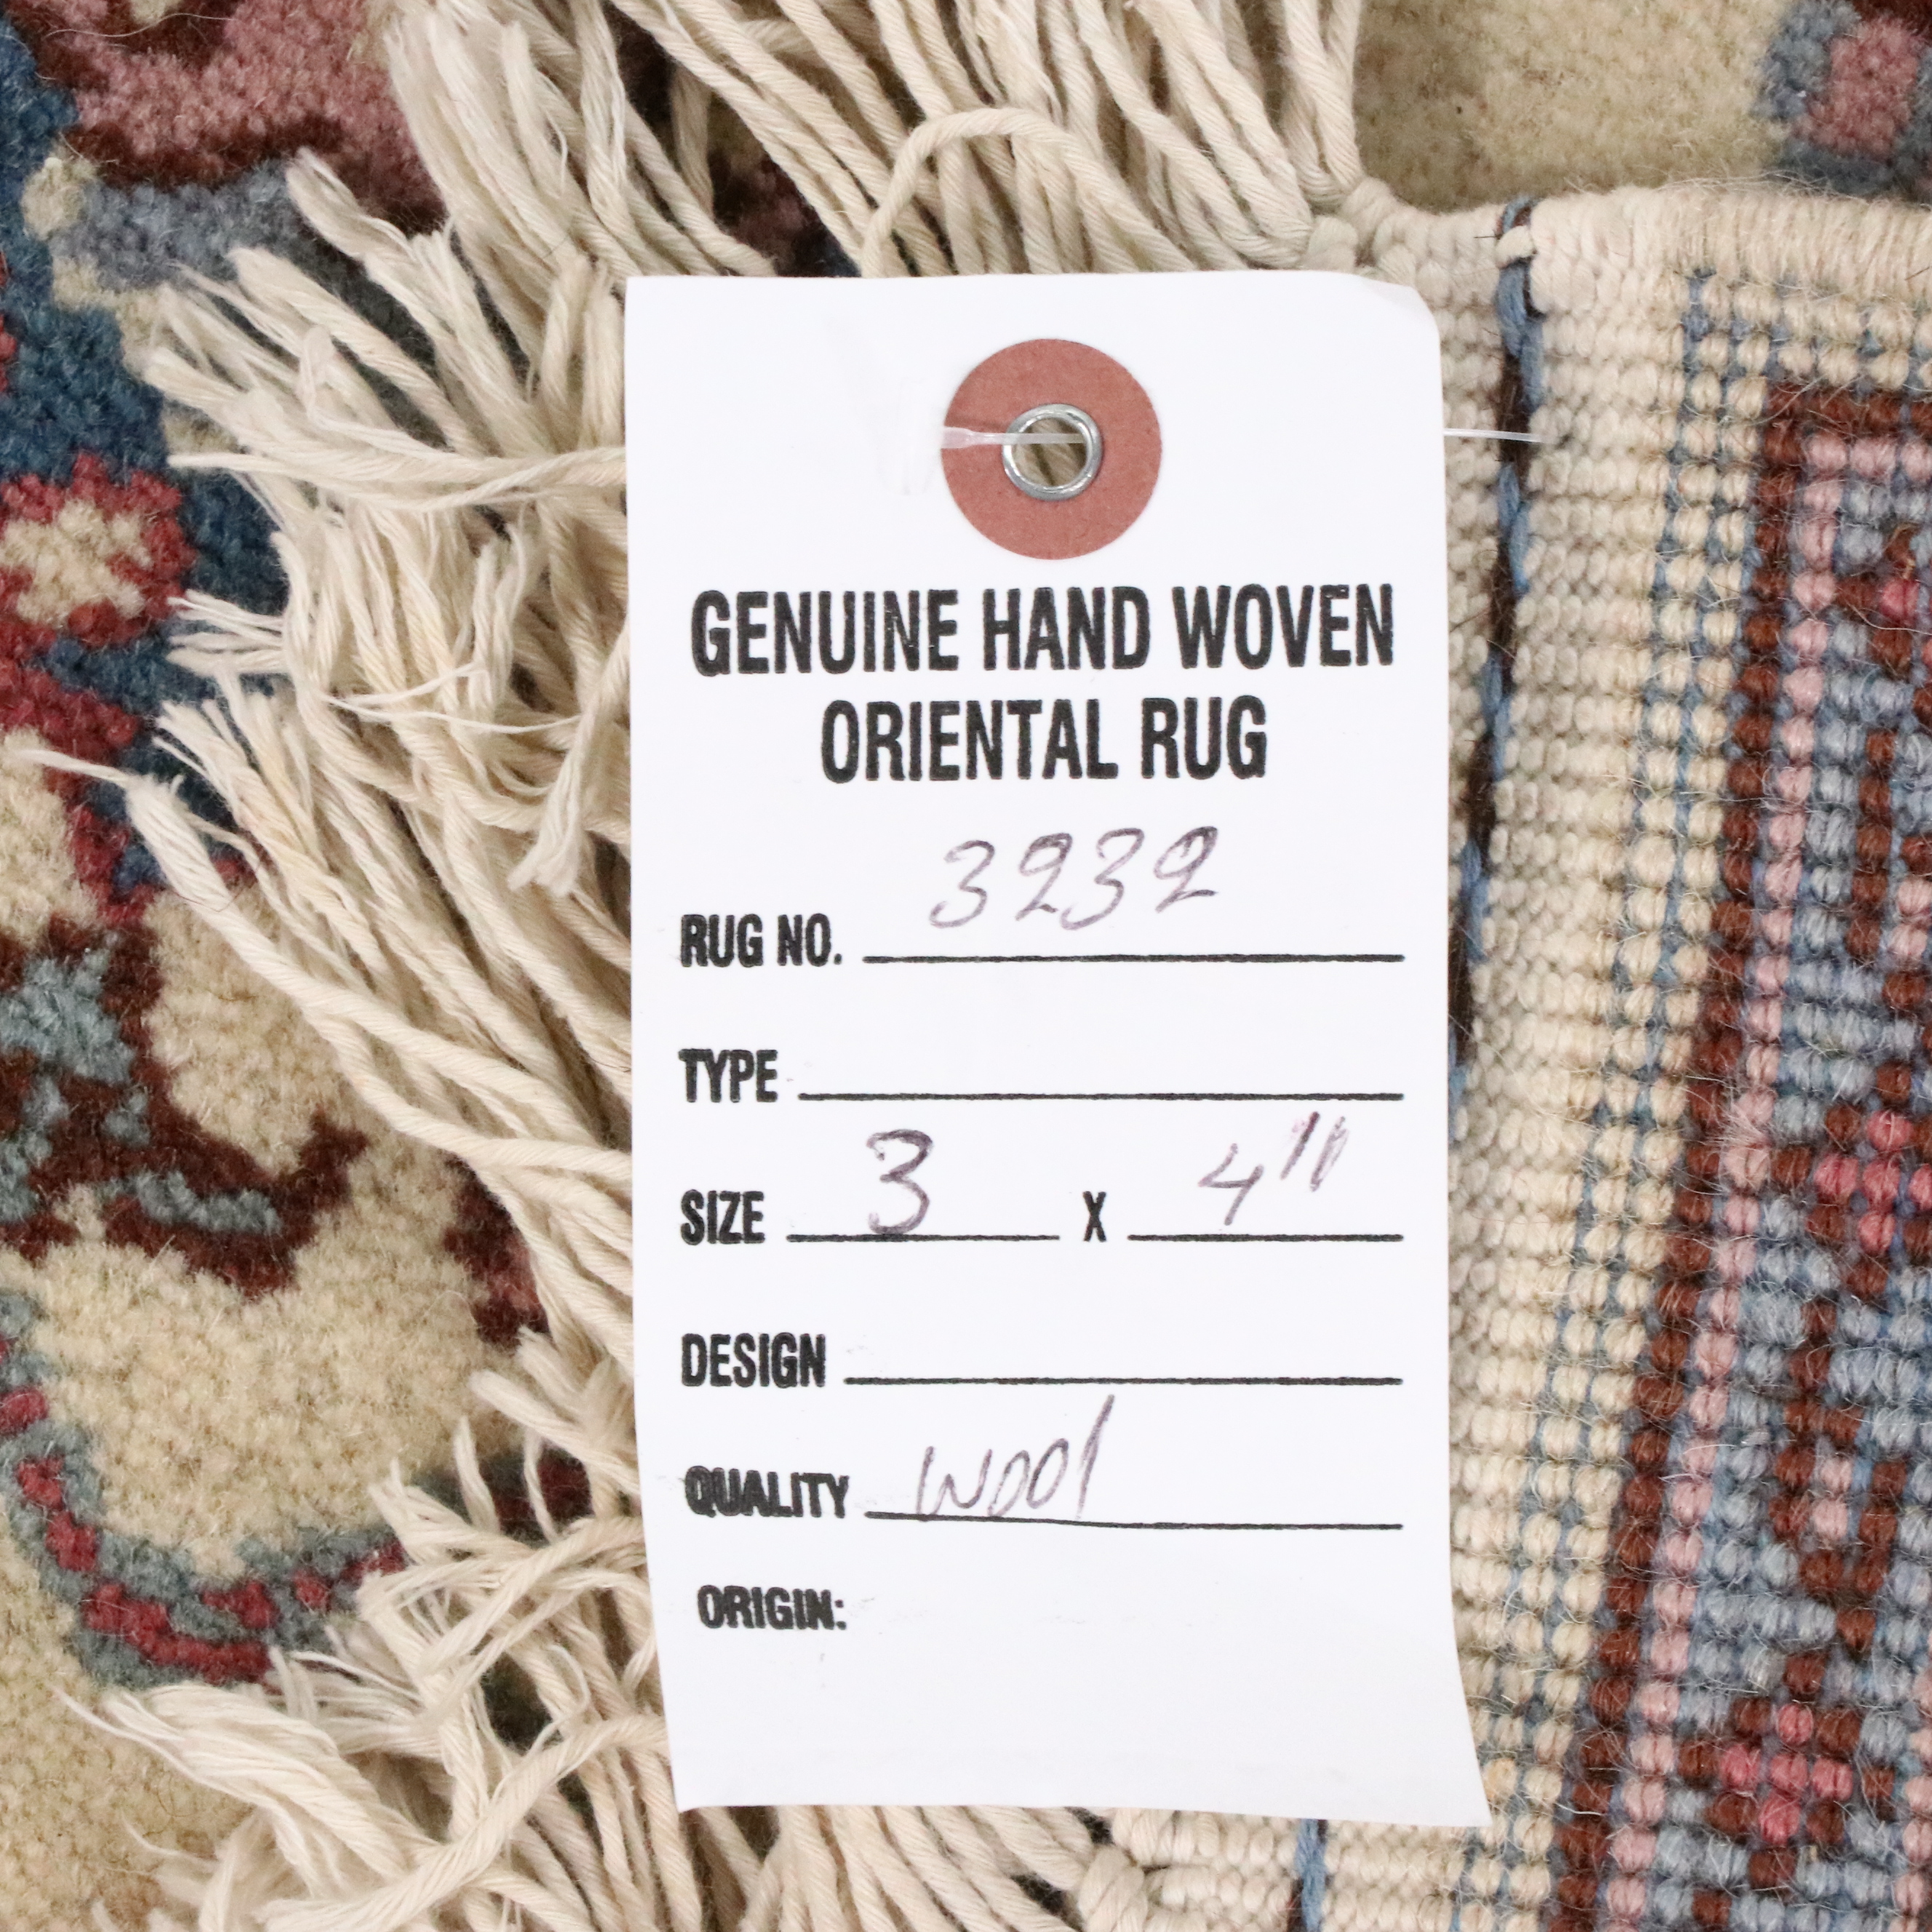 GENUINE HAND WOVEN
ORIENTAL RUG
RUG NO. 3232
TYPE
SIZE 3 X 4"
DESIGN
QUALITY wool
ORIGIN: